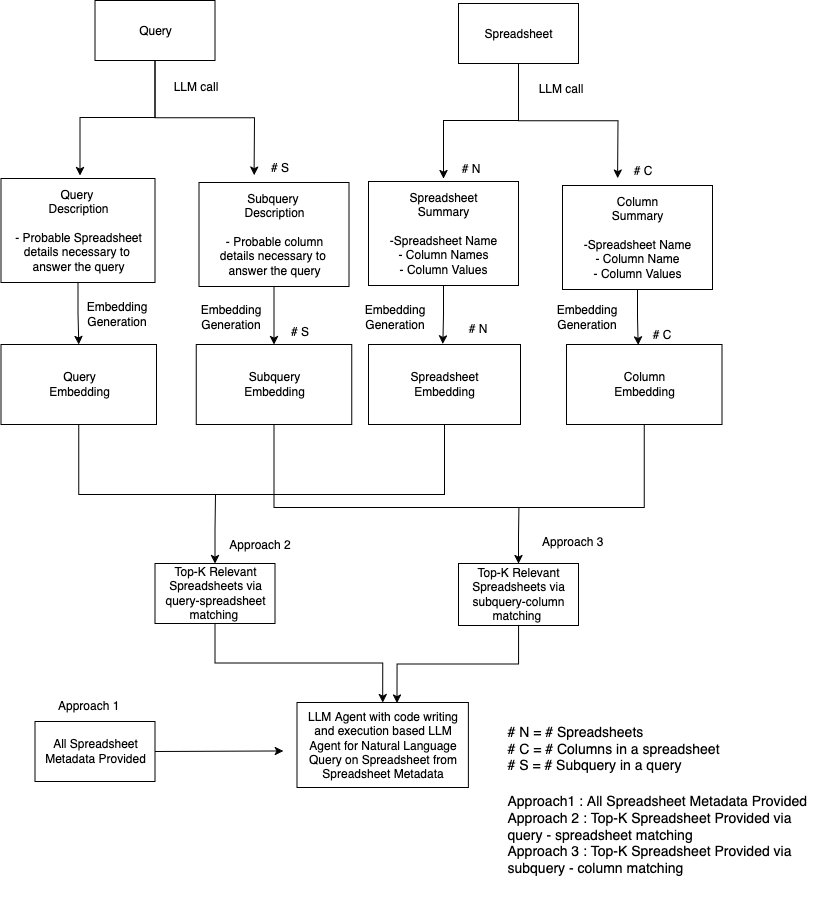 Query
Spreadsheet
LLM call
LLM call
# S
# N
# C
Query
Description
- Probable Spreadsheet
details necessary to
answer the query
Subquery
Description
- Probable column
details necessary to
answer the query
Spreadsheet
Summary
-Spreadsheet Name
- Column Names
- Column Values
Column
Summary
-Spreadsheet Name
- Column Name
- Column Values
Embedding
Generation
Embedding
Generation
# S
Embedding
Generation
# N
Embedding
Generation
# C
Query
Embedding
Subquery
Embedding
Spreadsheet
Embedding
Column
Embedding
Approach 2
Approach 3
Top-K Relevant
Spreadsheets via
query-spreadsheet
matching
Top-K Relevant
Spreadsheets via
subquery-column
matching
Approach 1
All Spreadsheet
Metadata Provided
LLM Agent with code writing
and execution based LLM
Agent for Natural Language
Query on Spreadsheet from
Spreadsheet Metadata
# N = # Spreadsheets
# C = # Columns in a spreadsheet
# S = # Subquery in a query
Approach1 : All Spreadsheet Metadata Provided
Approach 2 : Top-K Spreadsheet Provided via
query - spreadsheet matching
Approach 3 : Top-K Spreadsheet Provided via
subquery - column matching